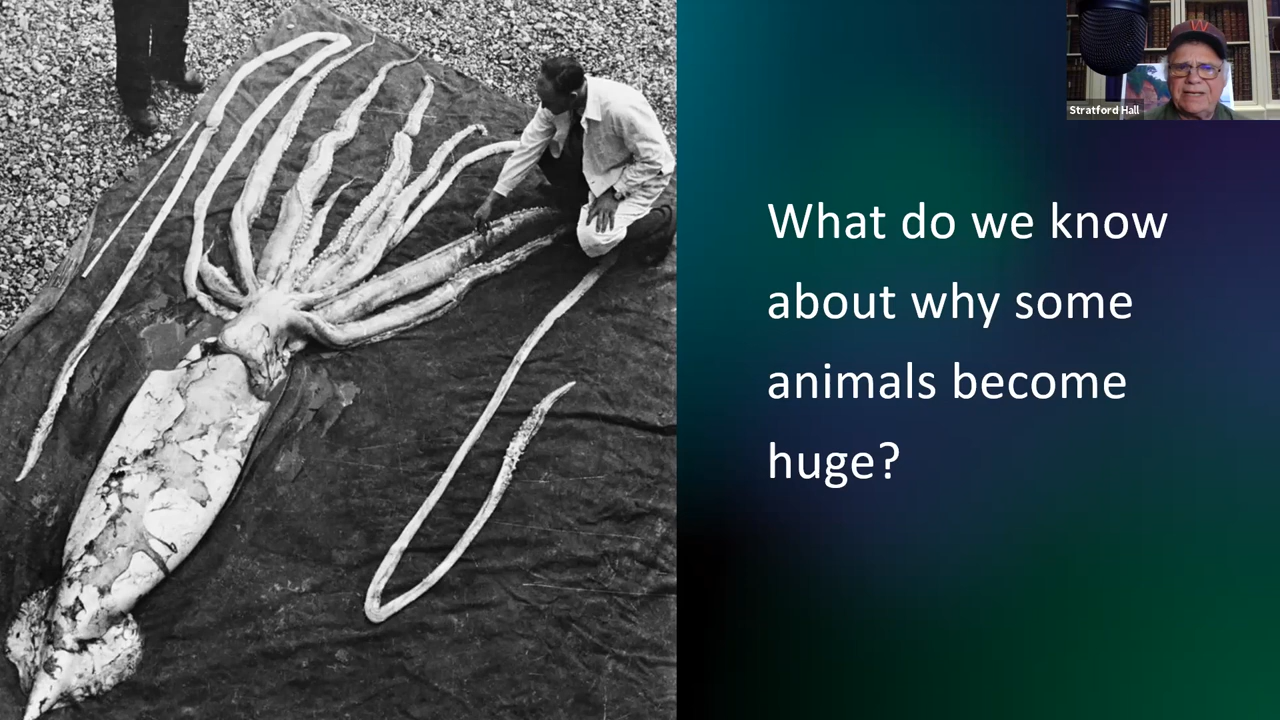 W
Stratford Hall
What do we know
about why some
animals become
huge?